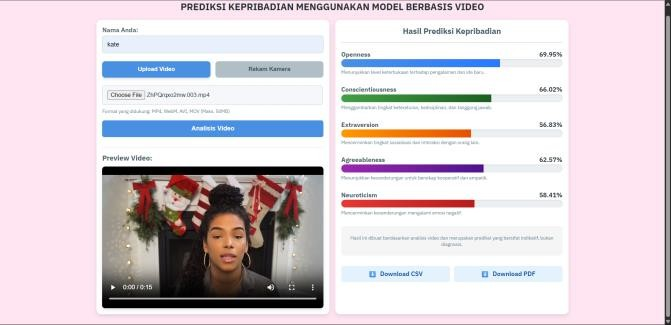 PREDIKSI KEPRIBADIAN MENGGUNAKAN MODEL BERBASIS VIDEO
Nama Anda:
kate
Upload Video
Rekam Kamera
Choose File
Format yang didukung: MP4, WebM, AVI, MOV (Maks. 50MB)
Analisis Video
Preview Video:
0:00 / 0:15
Hasil Prediksi Kepribadian
Openness 69.95%
Menunjukkan level keterbukaan terhadap pengalaman dan ide baru.
Conscientiousness 66.02%
Menggambarkan tingkat keteraturan, kedisiplinan, dan tanggung jawab.
Extraversion 56.83%
Mencerminkan tingkat sosialisasi dan interaksi dengan orang lain.
Agreeableness 62.57%
Menunjukkan kecenderungan untuk bersikap kooperatif dan empatik.
Neuroticism 58.41%
Mencerminkan kecenderungan mengalami emosi negatif.
Hasil ini dibuat berdasarkan analisis video dan merupakan prediksi yang bersifat indikatif, bukan
diagnosis.
Download CSV
Download PDF